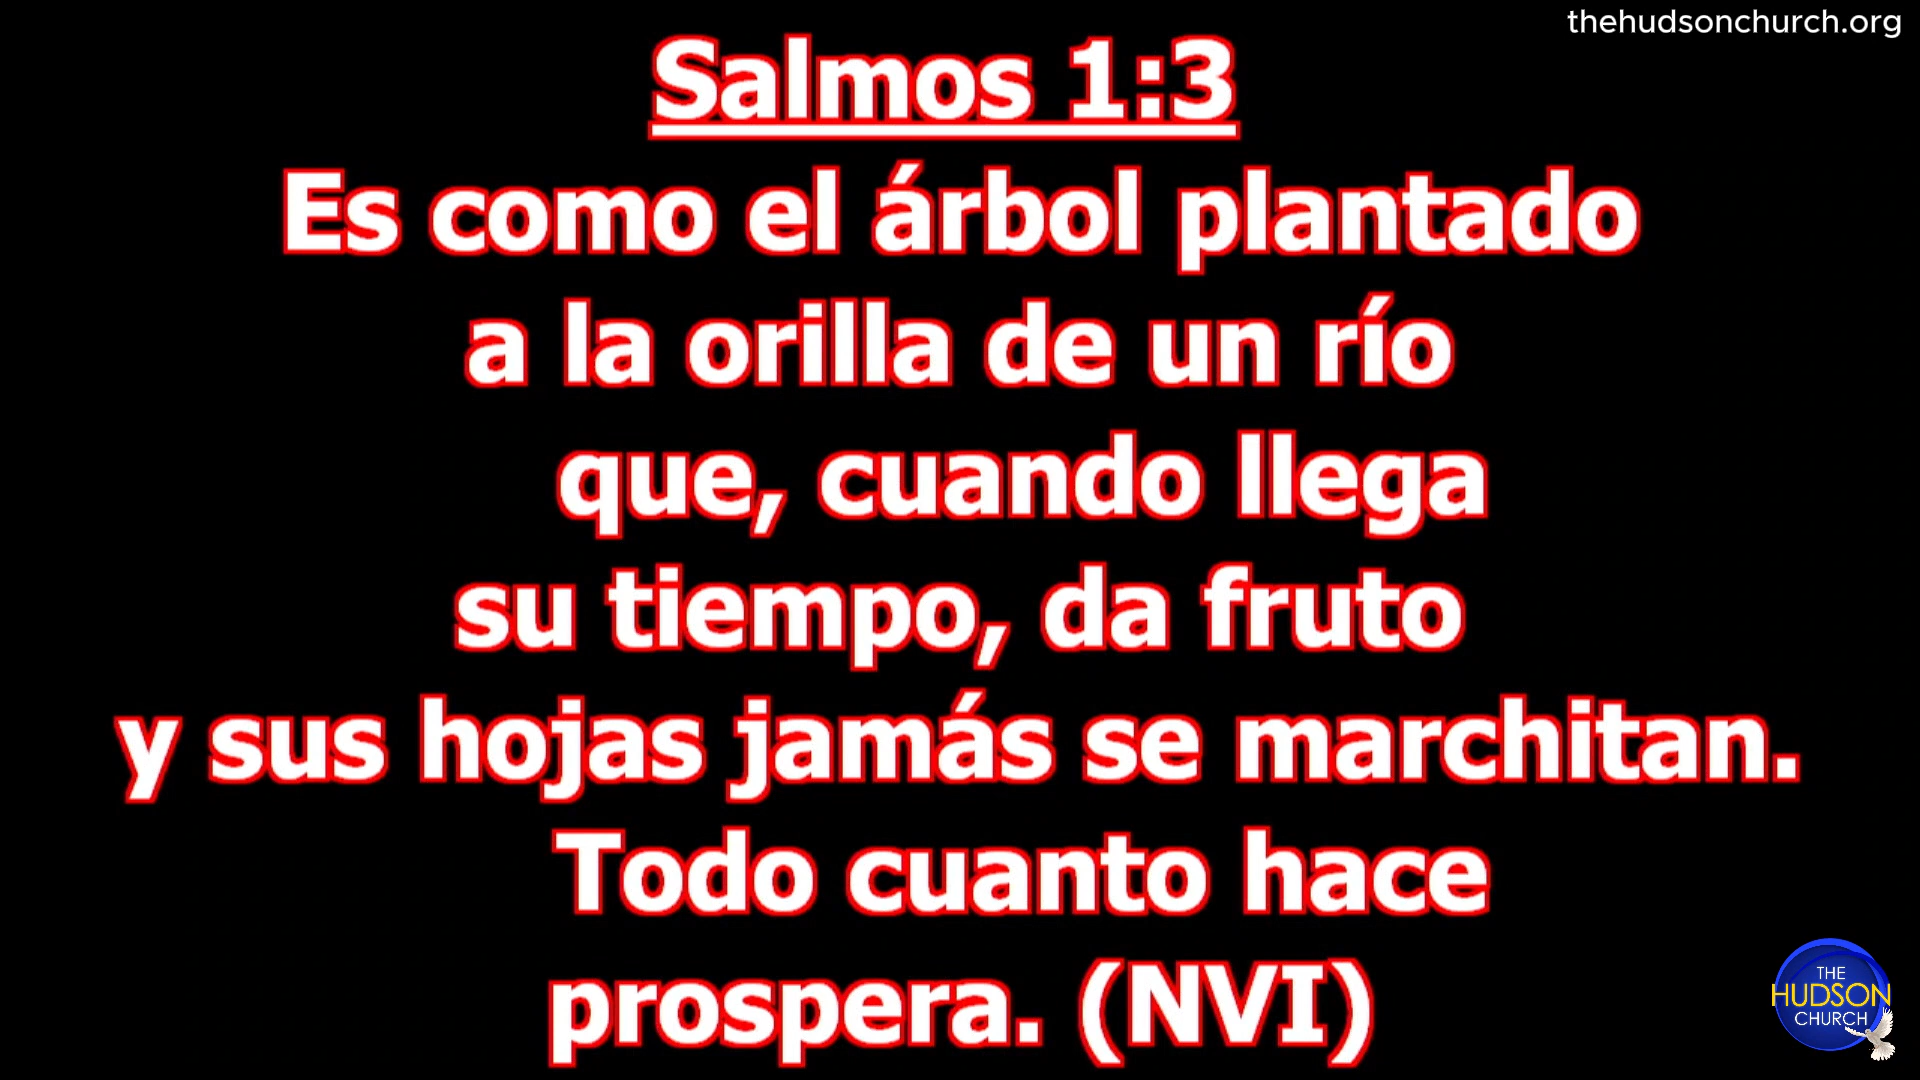 thehudsonchurch.org
Salmos 1:3
Es como el árbol plantado
a la orilla de un río
que, cuando llega
su tiempo, da fruto
y sus hojas jamás se marchitan.
Todo cuanto hace
prospera. (NVI)
THE
HUDSON
CHURCH